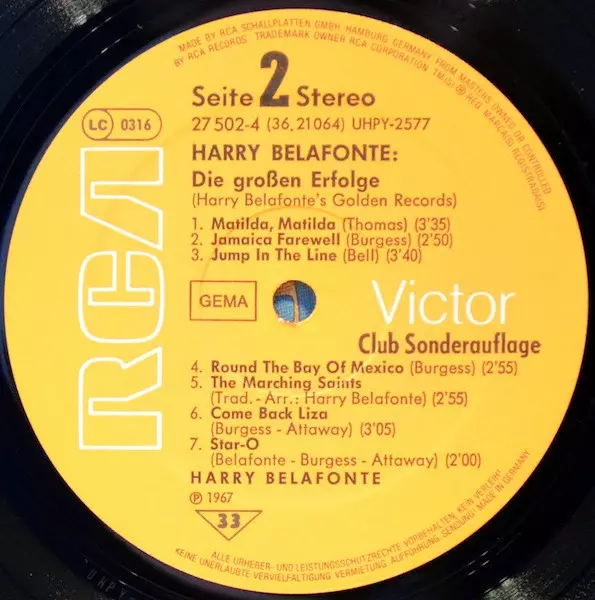 MADE BY RCA SCHALLPLATTEN GMBH, HAMBURG, GERMANY, FROM MASTERS OWNED OR CONTROLLED
BY RCA RECORDS. TRADEMARK OWNER RCA CORPORATION TM(S) ® RED. MARCA(S) REGISTRADA(S)
Seite 2 Stereo
27 502-4 (36,21064) UHPY-2577
LC 0316
HARRY BELAFONTE:
Die großen Erfolge
(Harry Belafonte's Golden Records)
1. Matilda, Matilda (Thomas) (3'35)
2. Jamaica Farewell (Burgess) (2'50)
3. Jump In The Line (Bell) (3'40)
RCA
GEMA
Victor
Club Sonderauflage
4. Round The Bay Of Mexico (Burgess) (2'55)
5. The Marching Saints
(Trad. - Arr.: Harry Belafonte) (2'55)
6. Come Back Liza
(Burgess - Attaway) (3'05)
7. Star-O
(Belafonte - Burgess - Attaway) (2'00)
HARRY BELAFONTE
℗ 1967
33
ALLE URHEBER- UND LEISTUNGSSCHUTZRECHTE VORBEHALTEN. KEIN VERLEIH!
KEINE UNERLAUBTE VERVIELFÄLTIGUNG, VERMIETUNG, AUFFÜHRUNG, SENDUNG! MADE IN GERMANY